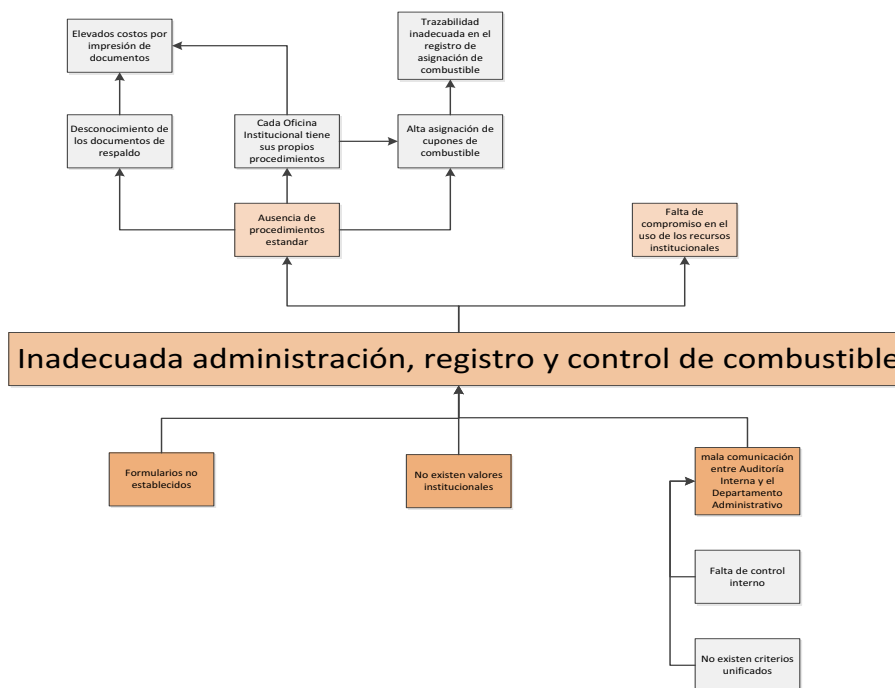 Elevados costos por
impresión de
documentos
Trazabilidad
inadecuada en el
registro de
asignación de
combustible
Desconocimiento de
los documentos de
respaldo
Cada Oficina
Institucional tiene
sus propios
procedimientos
Alta asignación de
cupones de
combustible
Ausencia de
procedimientos
estandar
Falta de
compromiso en el
uso de los recursos
institucionales
Inadecuada administración, registro y control de combustible
Formularios no
establecidos
No existen valores
institucionales
mala comunicación
entre Auditoría
Interna y el
Departamento
Administrativo
Falta de control
interno
No existen criterios
unificados